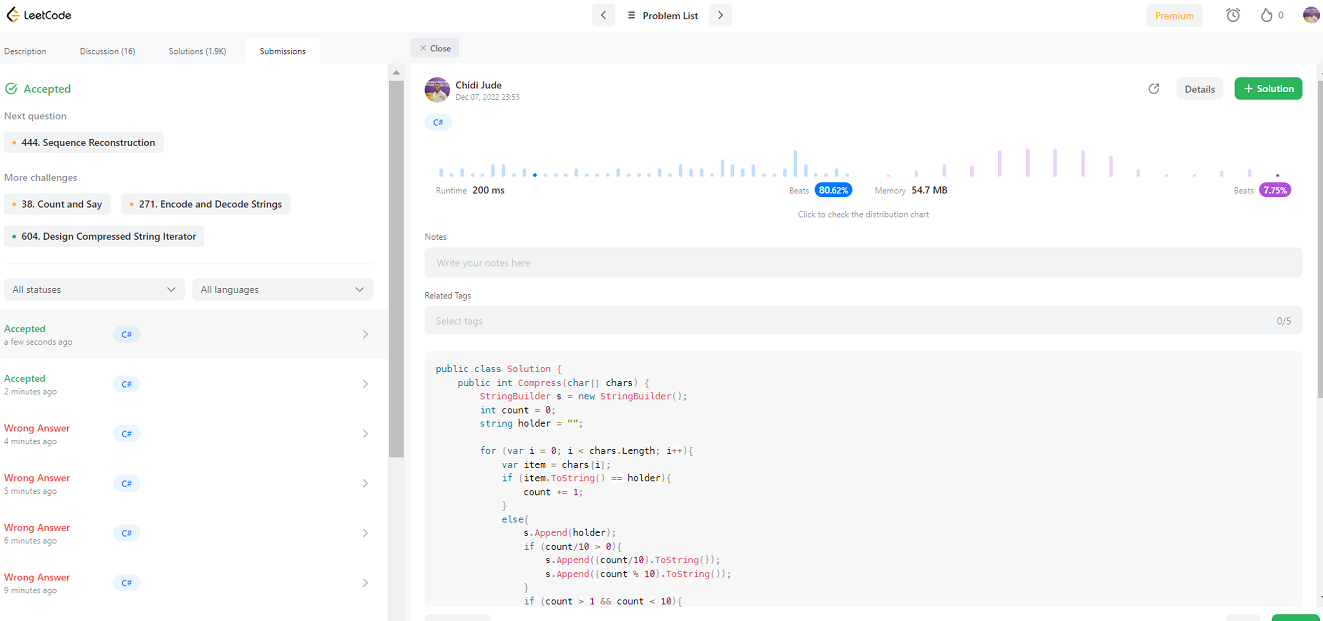 LeetCode
Problem List
Premium
0
Description
Discussion (16)
Solutions (1.9K)
Submissions
Close
Accepted
Next question
444. Sequence Reconstruction
More challenges
38. Count and Say
271. Encode and Decode Strings
604. Design Compressed String Iterator
All statuses
All languages
Accepted
a few seconds ago
C#
Accepted
2 minutes ago
C#
Wrong Answer
4 minutes ago
C#
Wrong Answer
5 minutes ago
C#
Wrong Answer
6 minutes ago
C#
Wrong Answer
9 minutes ago
C#
Chidi Jude
Dec 07, 2022 23:53
Details
+ Solution
C#
Runtime 200 ms
Beats 80.62%
Memory 54.7 MB
Beats 7.75%
Click to check the distribution chart
Notes
Write your notes here
Related Tags
Select tags
0/5
public class Solution {
public int Compress(char[] chars) {
StringBuilder s = new StringBuilder();
int count = 0;
string holder = "";
for (var i = 0; i < chars.Length; i++){
var item = chars[i];
if (item.ToString() == holder){
count += 1;
}
else{
s.Append(holder);
if (count/10 > 0){
s.Append((count/10).ToString());
s.Append((count % 10).ToString());
}
if (count > 1 && count < 10){